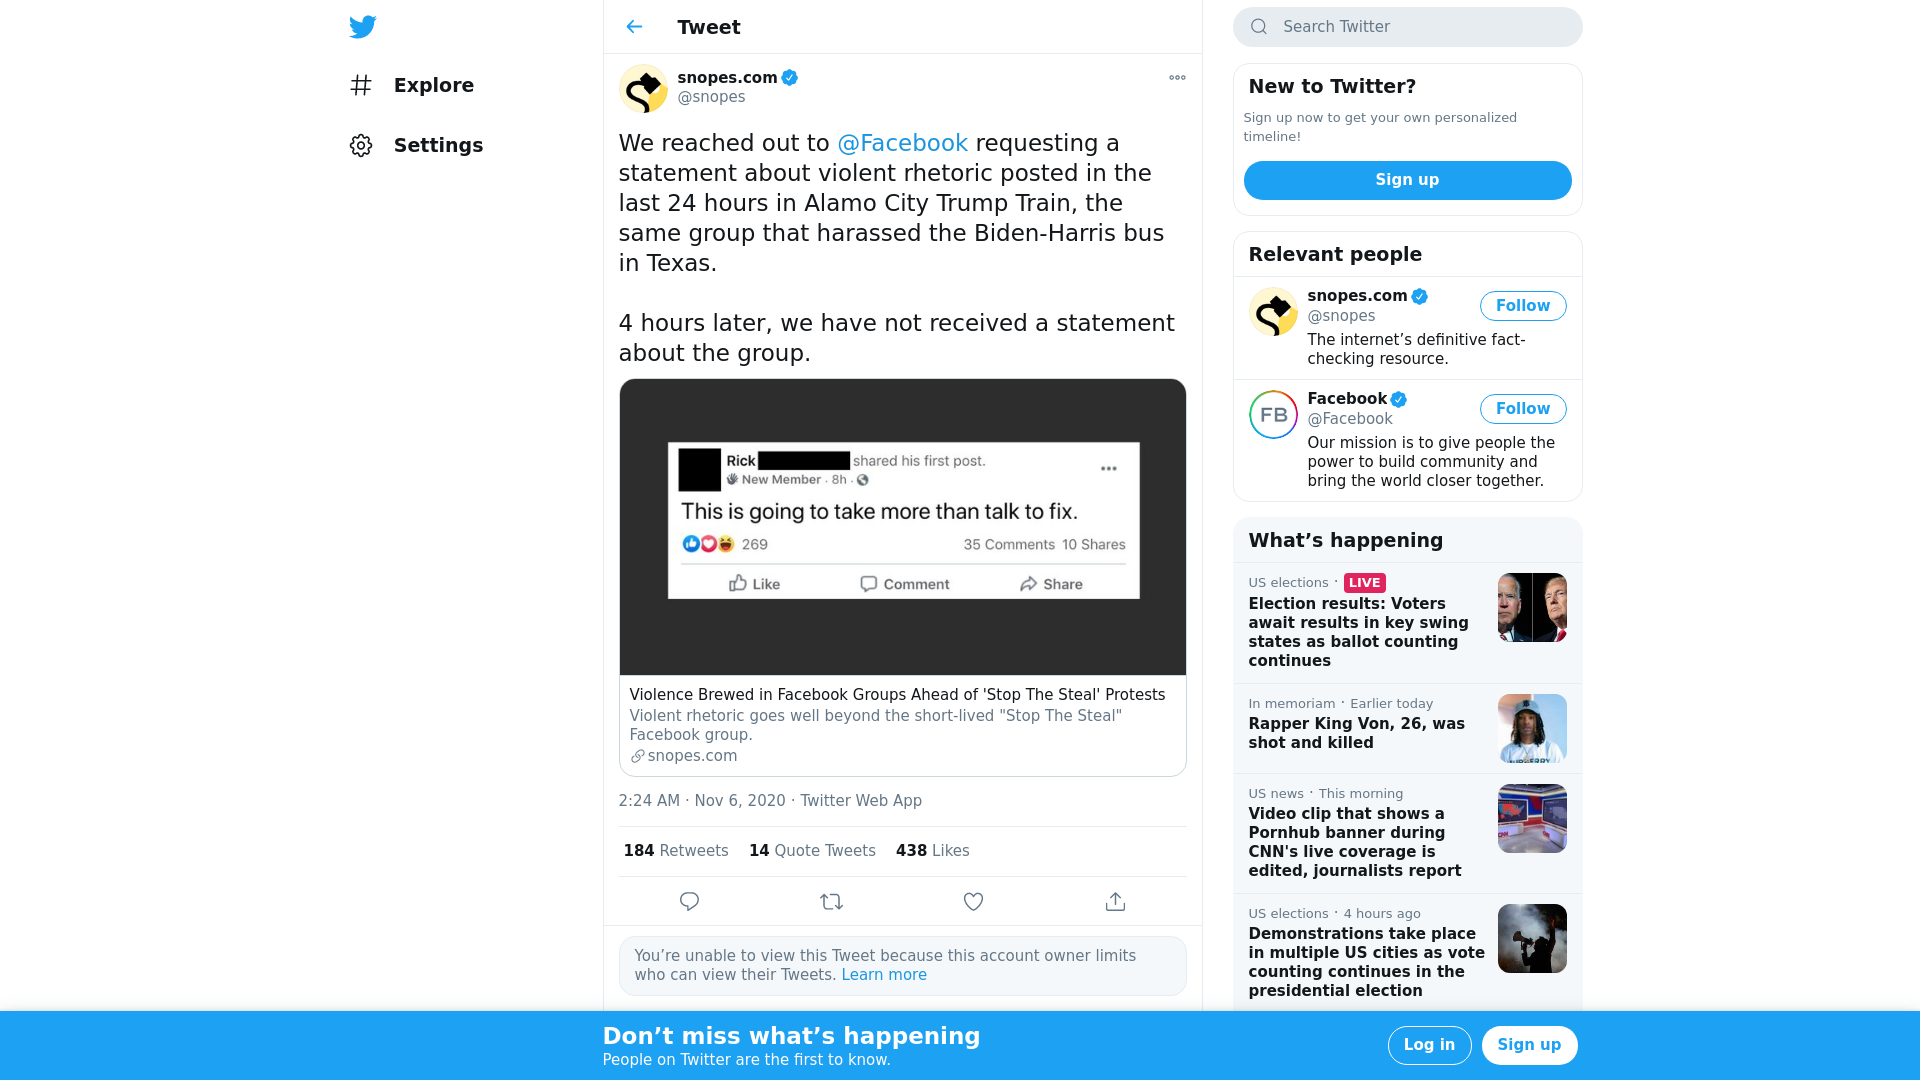 Explore
Settings
Tweet
snopes.com
@snopes
We reached out to @Facebook requesting a
statement about violent rhetoric posted in the
last 24 hours in Alamo City Trump Train, the
same group that harassed the Biden-Harris bus
in Texas.
4 hours later, we have not received a statement
about the group.
Rick shared his first post.
New Member · 8h ·
This is going to take more than talk to fix.
269
35 Comments 10 Shares
Like
Comment
Share
Violence Brewed in Facebook Groups Ahead of 'Stop The Steal' Protests
Violent rhetoric goes well beyond the short-lived "Stop The Steal"
Facebook group.
snopes.com
2:24 AM · Nov 6, 2020 · Twitter Web App
184 Retweets 14 Quote Tweets 438 Likes
You’re unable to view this Tweet because this account owner limits
who can view their Tweets. Learn more
Search Twitter
New to Twitter?
Sign up now to get your own personalized
timeline!
Sign up
Relevant people
snopes.com
@snopes
Follow
The internet’s definitive fact-
checking resource.
FB
Facebook
@Facebook
Follow
Our mission is to give people the
power to build community and
bring the world closer together.
What’s happening
US elections · LIVE
Election results: Voters
await results in key swing
states as ballot counting
continues
In memoriam · Earlier today
Rapper King Von, 26, was
shot and killed
US news · This morning
Video clip that shows a
Pornhub banner during
CNN's live coverage is
edited, journalists report
US elections · 4 hours ago
Demonstrations take place
in multiple US cities as vote
counting continues in the
presidential election
Don’t miss what’s happening
People on Twitter are the first to know.
Log in
Sign up